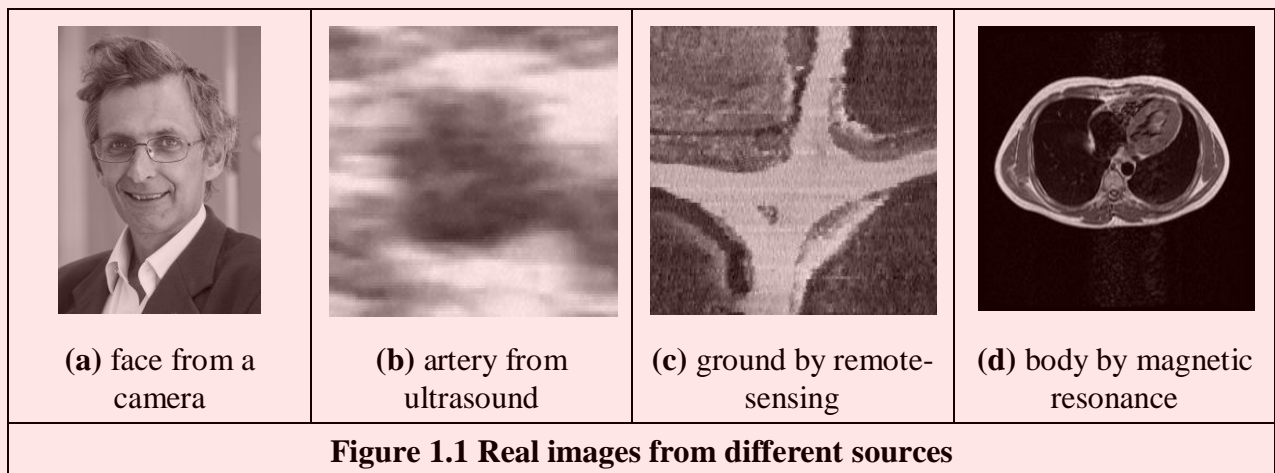 (a) face from a
camera
(b) artery from
ultrasound
(c) ground by remote-
sensing
(d) body by magnetic
resonance
Figure 1.1 Real images from different sources